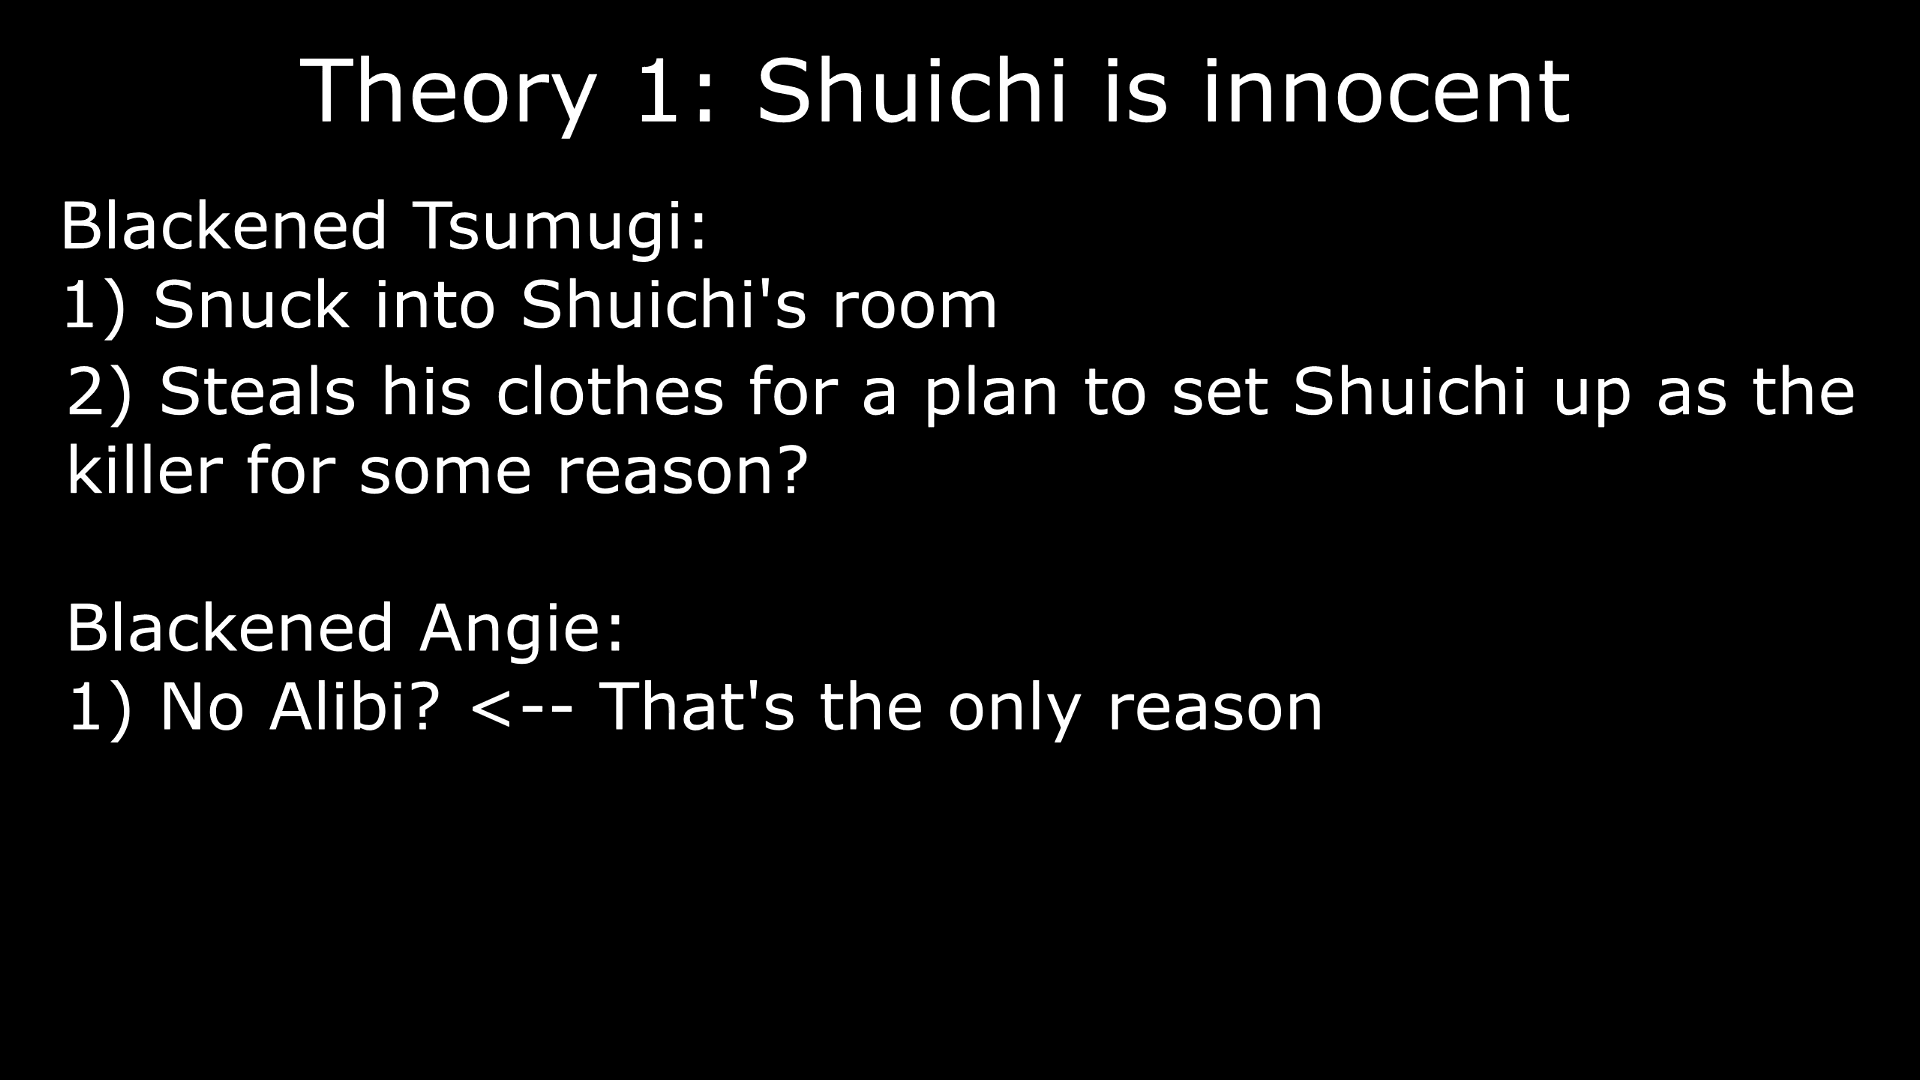 Theory 1: Shuichi is innocent
Blackened Tsumugi:
1) Snuck into Shuichi's room
2) Steals his clothes for a plan to set Shuichi up as the
killer for some reason?
Blackened Angie:
1) No Alibi? <-- That's the only reason